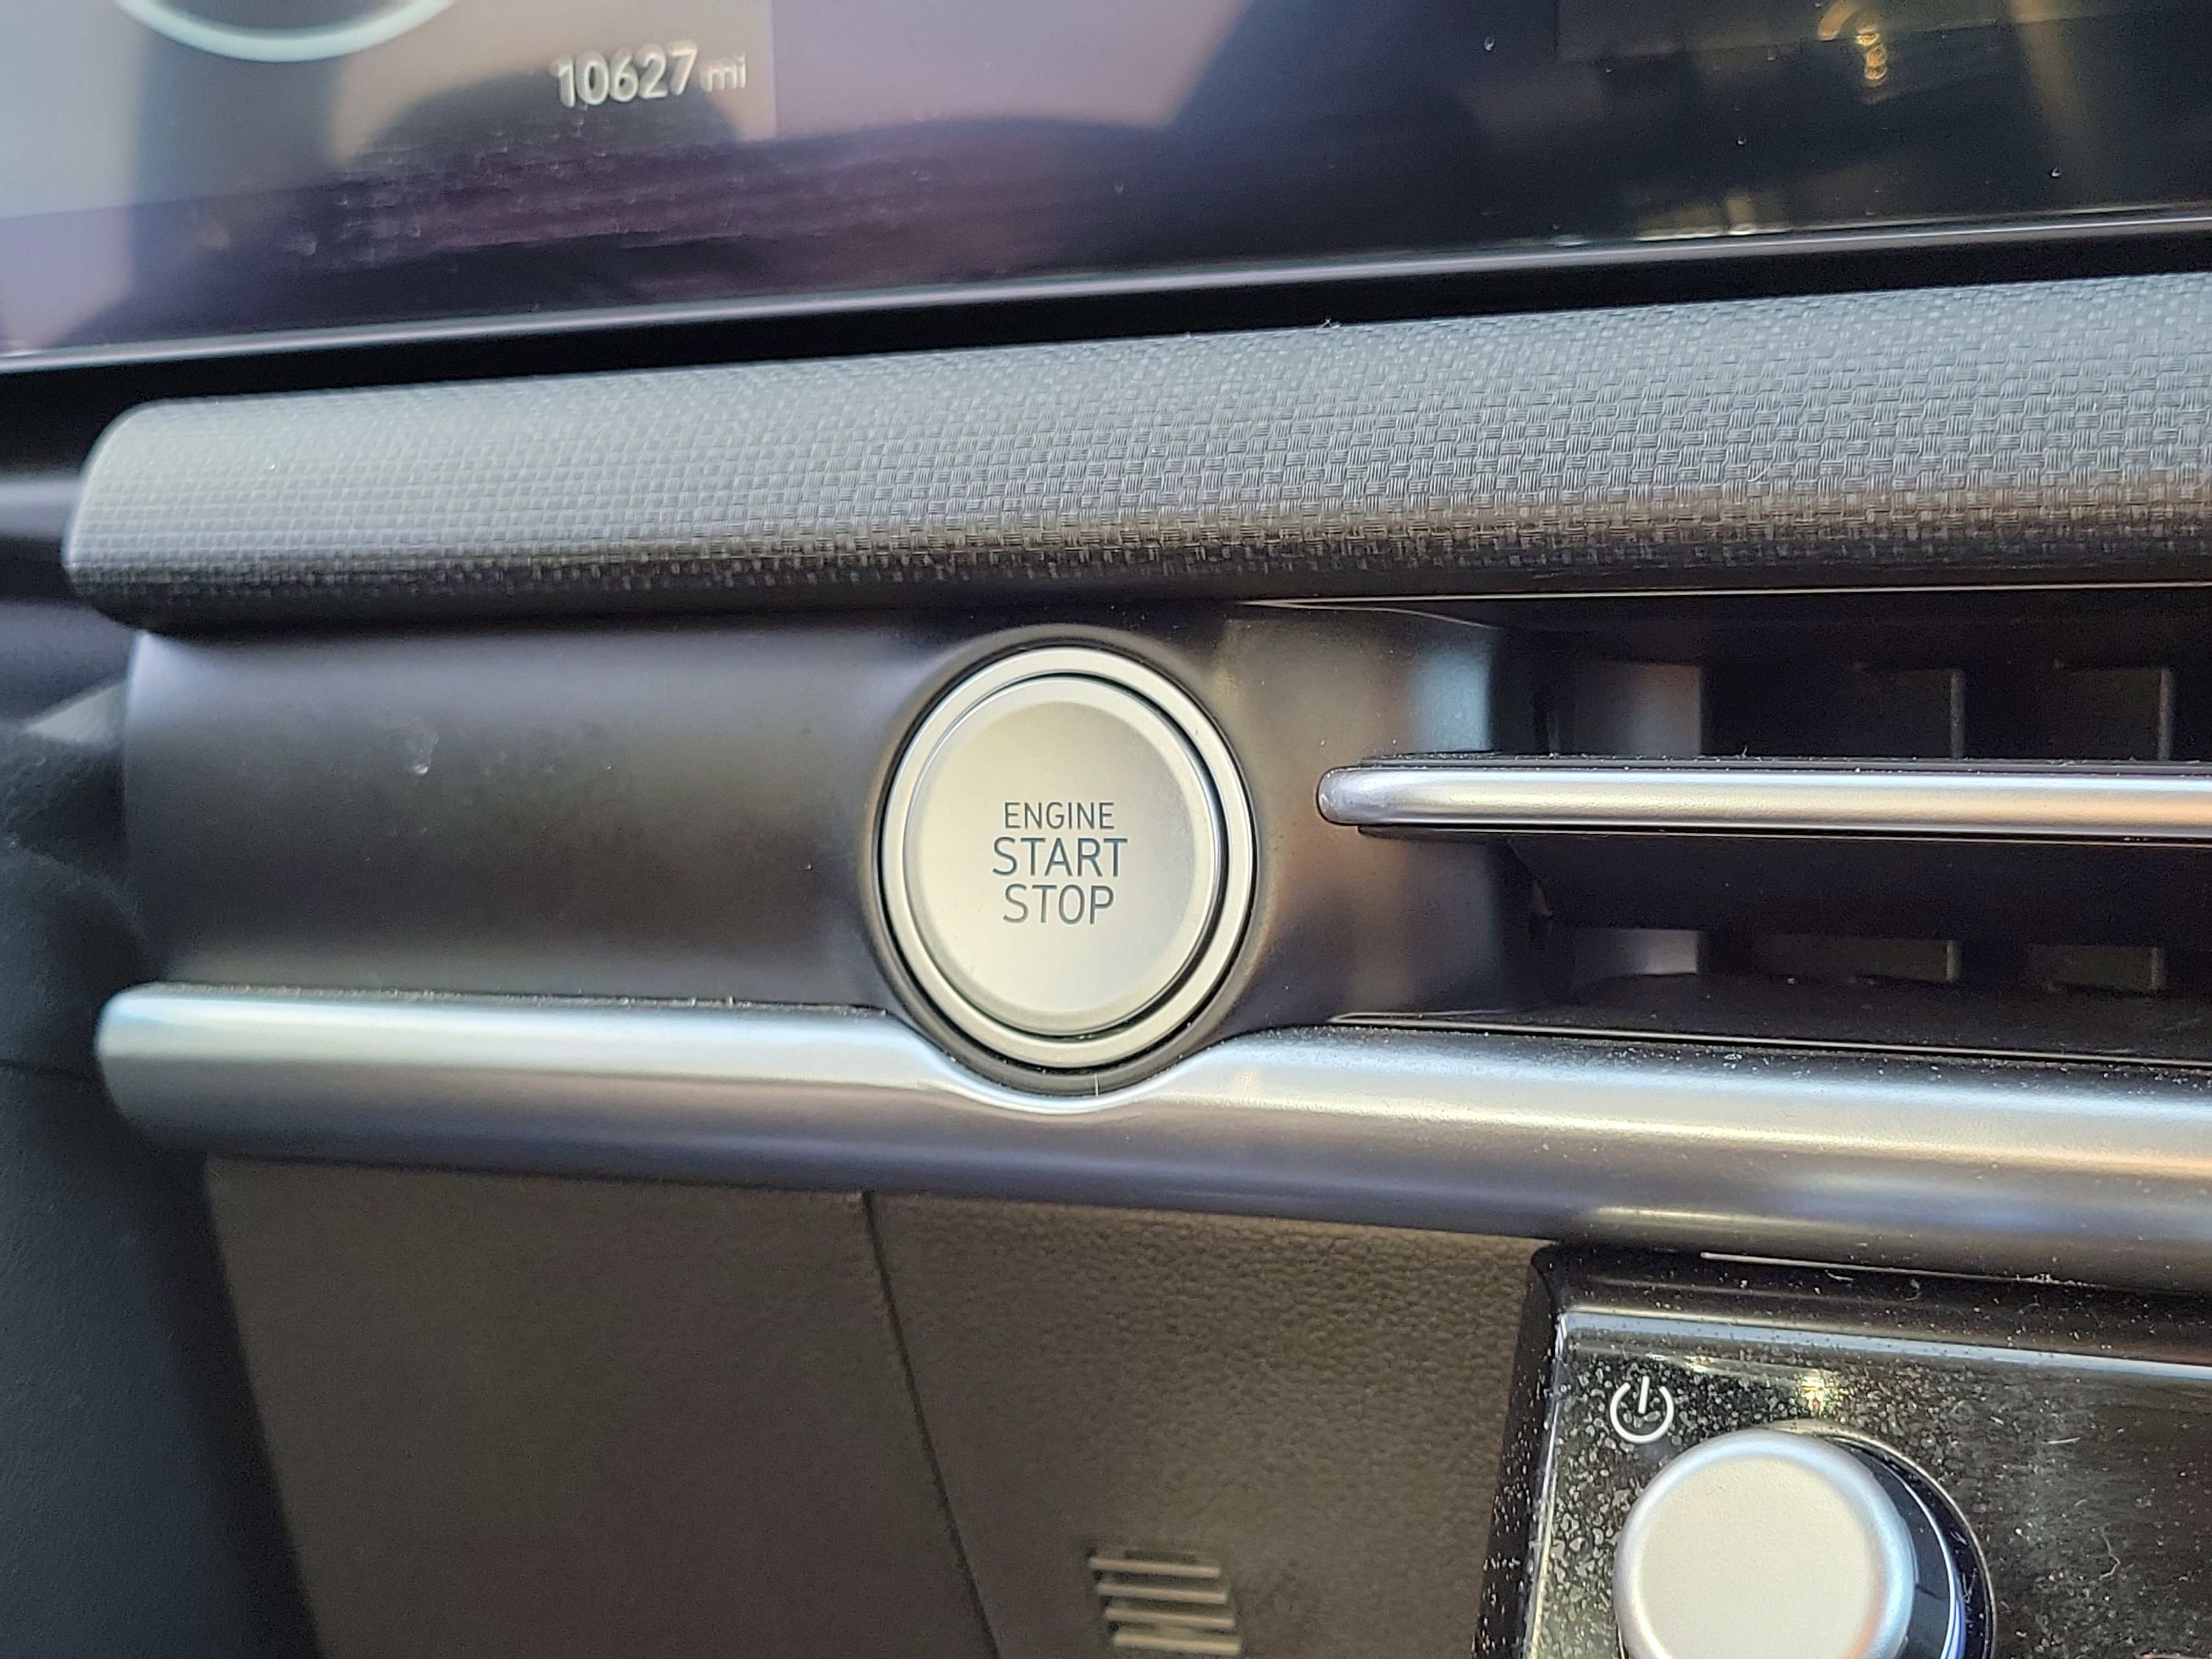 10627 mi
ENGINE
START
STOP